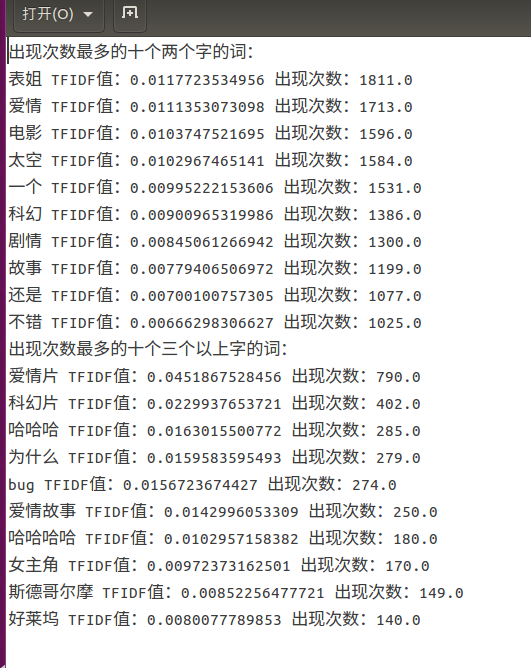 打开(O)
出现次数最多的十个两个字的词：
表姐 TFIDF值：0.0117723534956 出现次数：1811.0
爱情 TFIDF值：0.0111353073098 出现次数：1713.0
电影 TFIDF值：0.0103747521695 出现次数：1596.0
太空 TFIDF值：0.0102967465141 出现次数：1584.0
一个 TFIDF值：0.00995222153606 出现次数：1531.0
科幻 TFIDF值：0.00900965319986 出现次数：1386.0
剧情 TFIDF值：0.00845061266942 出现次数：1300.0
故事 TFIDF值：0.00779406506972 出现次数：1199.0
还是 TFIDF值：0.00700100757305 出现次数：1077.0
不错 TFIDF值：0.00666298306627 出现次数：1025.0
出现次数最多的十个三个以上字的词：
爱情片 TFIDF值：0.0451867528456 出现次数：790.0
科幻片 TFIDF值：0.0229937653721 出现次数：402.0
哈哈哈 TFIDF值：0.0163015500772 出现次数：285.0
为什么 TFIDF值：0.0159583595493 出现次数：279.0
bug TFIDF值：0.0156723674427 出现次数：274.0
爱情故事 TFIDF值：0.0142996053309 出现次数：250.0
哈哈哈哈 TFIDF值：0.0102957158382 出现次数：180.0
女主角 TFIDF值：0.00972373162501 出现次数：170.0
斯德哥尔摩 TFIDF值：0.00852256477721 出现次数：149.0
好莱坞 TFIDF值：0.0080077789853 出现次数：140.0